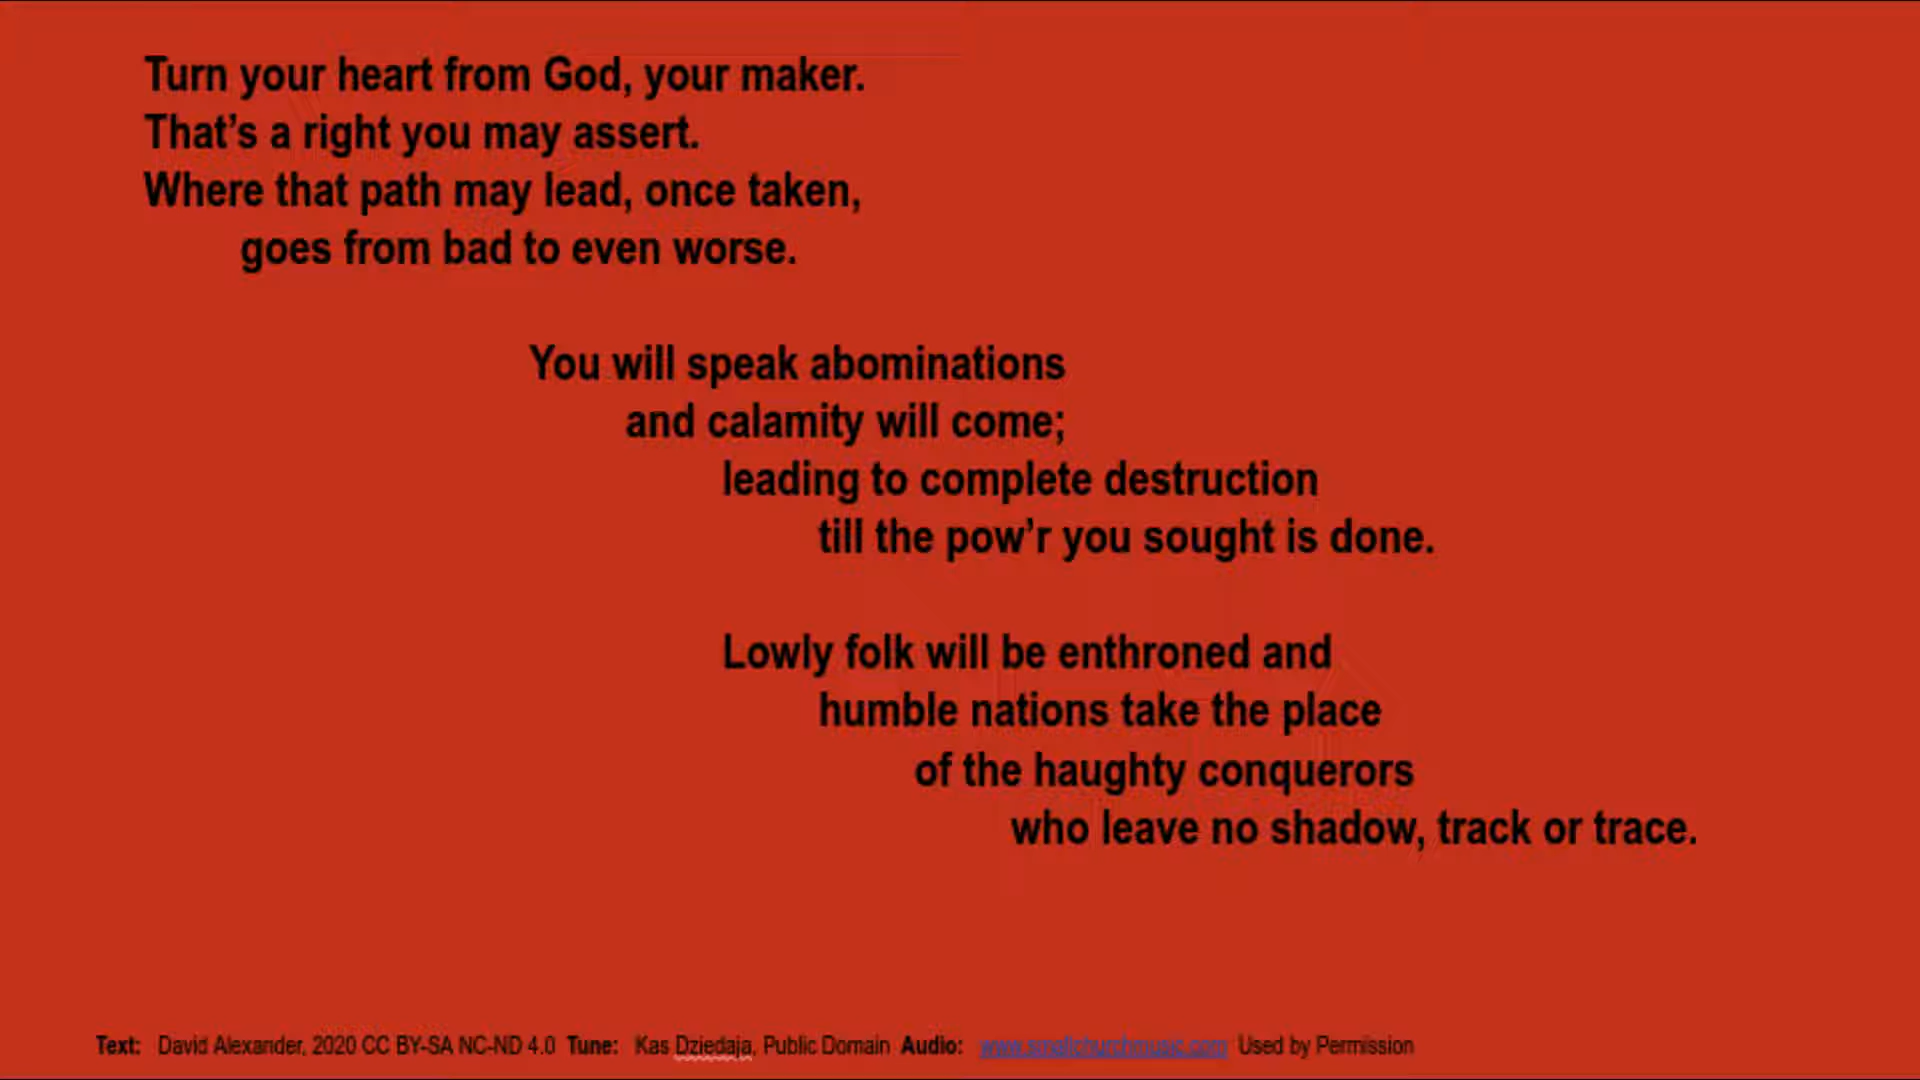 Turn your heart from God, your maker.
That’s a right you may assert.
Where that path may lead, once taken,
goes from bad to even worse.
You will speak abominations
and calamity will come;
leading to complete destruction
till the pow’r you sought is done.
Lowly folk will be enthroned and
humble nations take the place
of the haughty conquerors
who leave no shadow, track or trace.
Text: David Alexander, 2020 CC BY-SA NC-ND 4.0 Tune: Kas Dziedaja, Public Domain Audio: www.smallchurchmusic.com Used by Permission